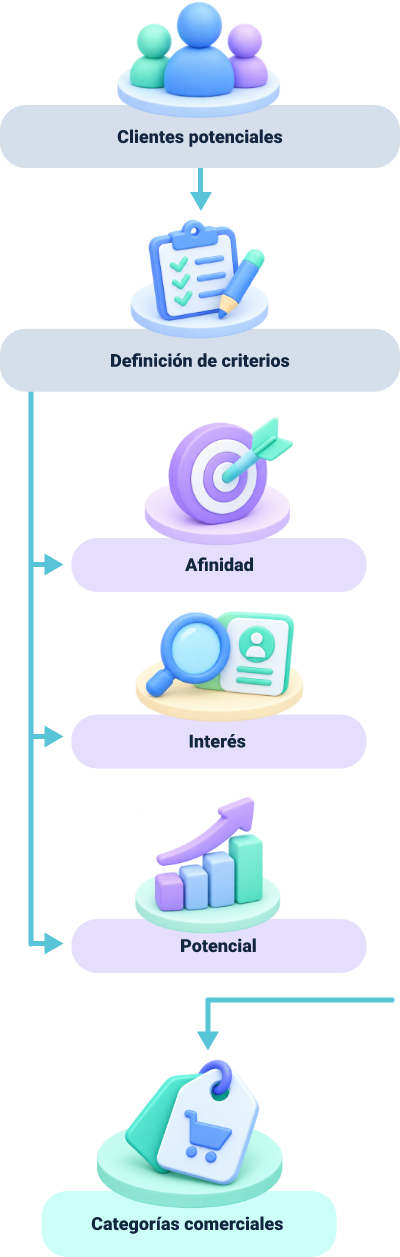 Clientes potenciales
Definición de criterios
Afinidad
Interés
Potencial
Categorías comerciales